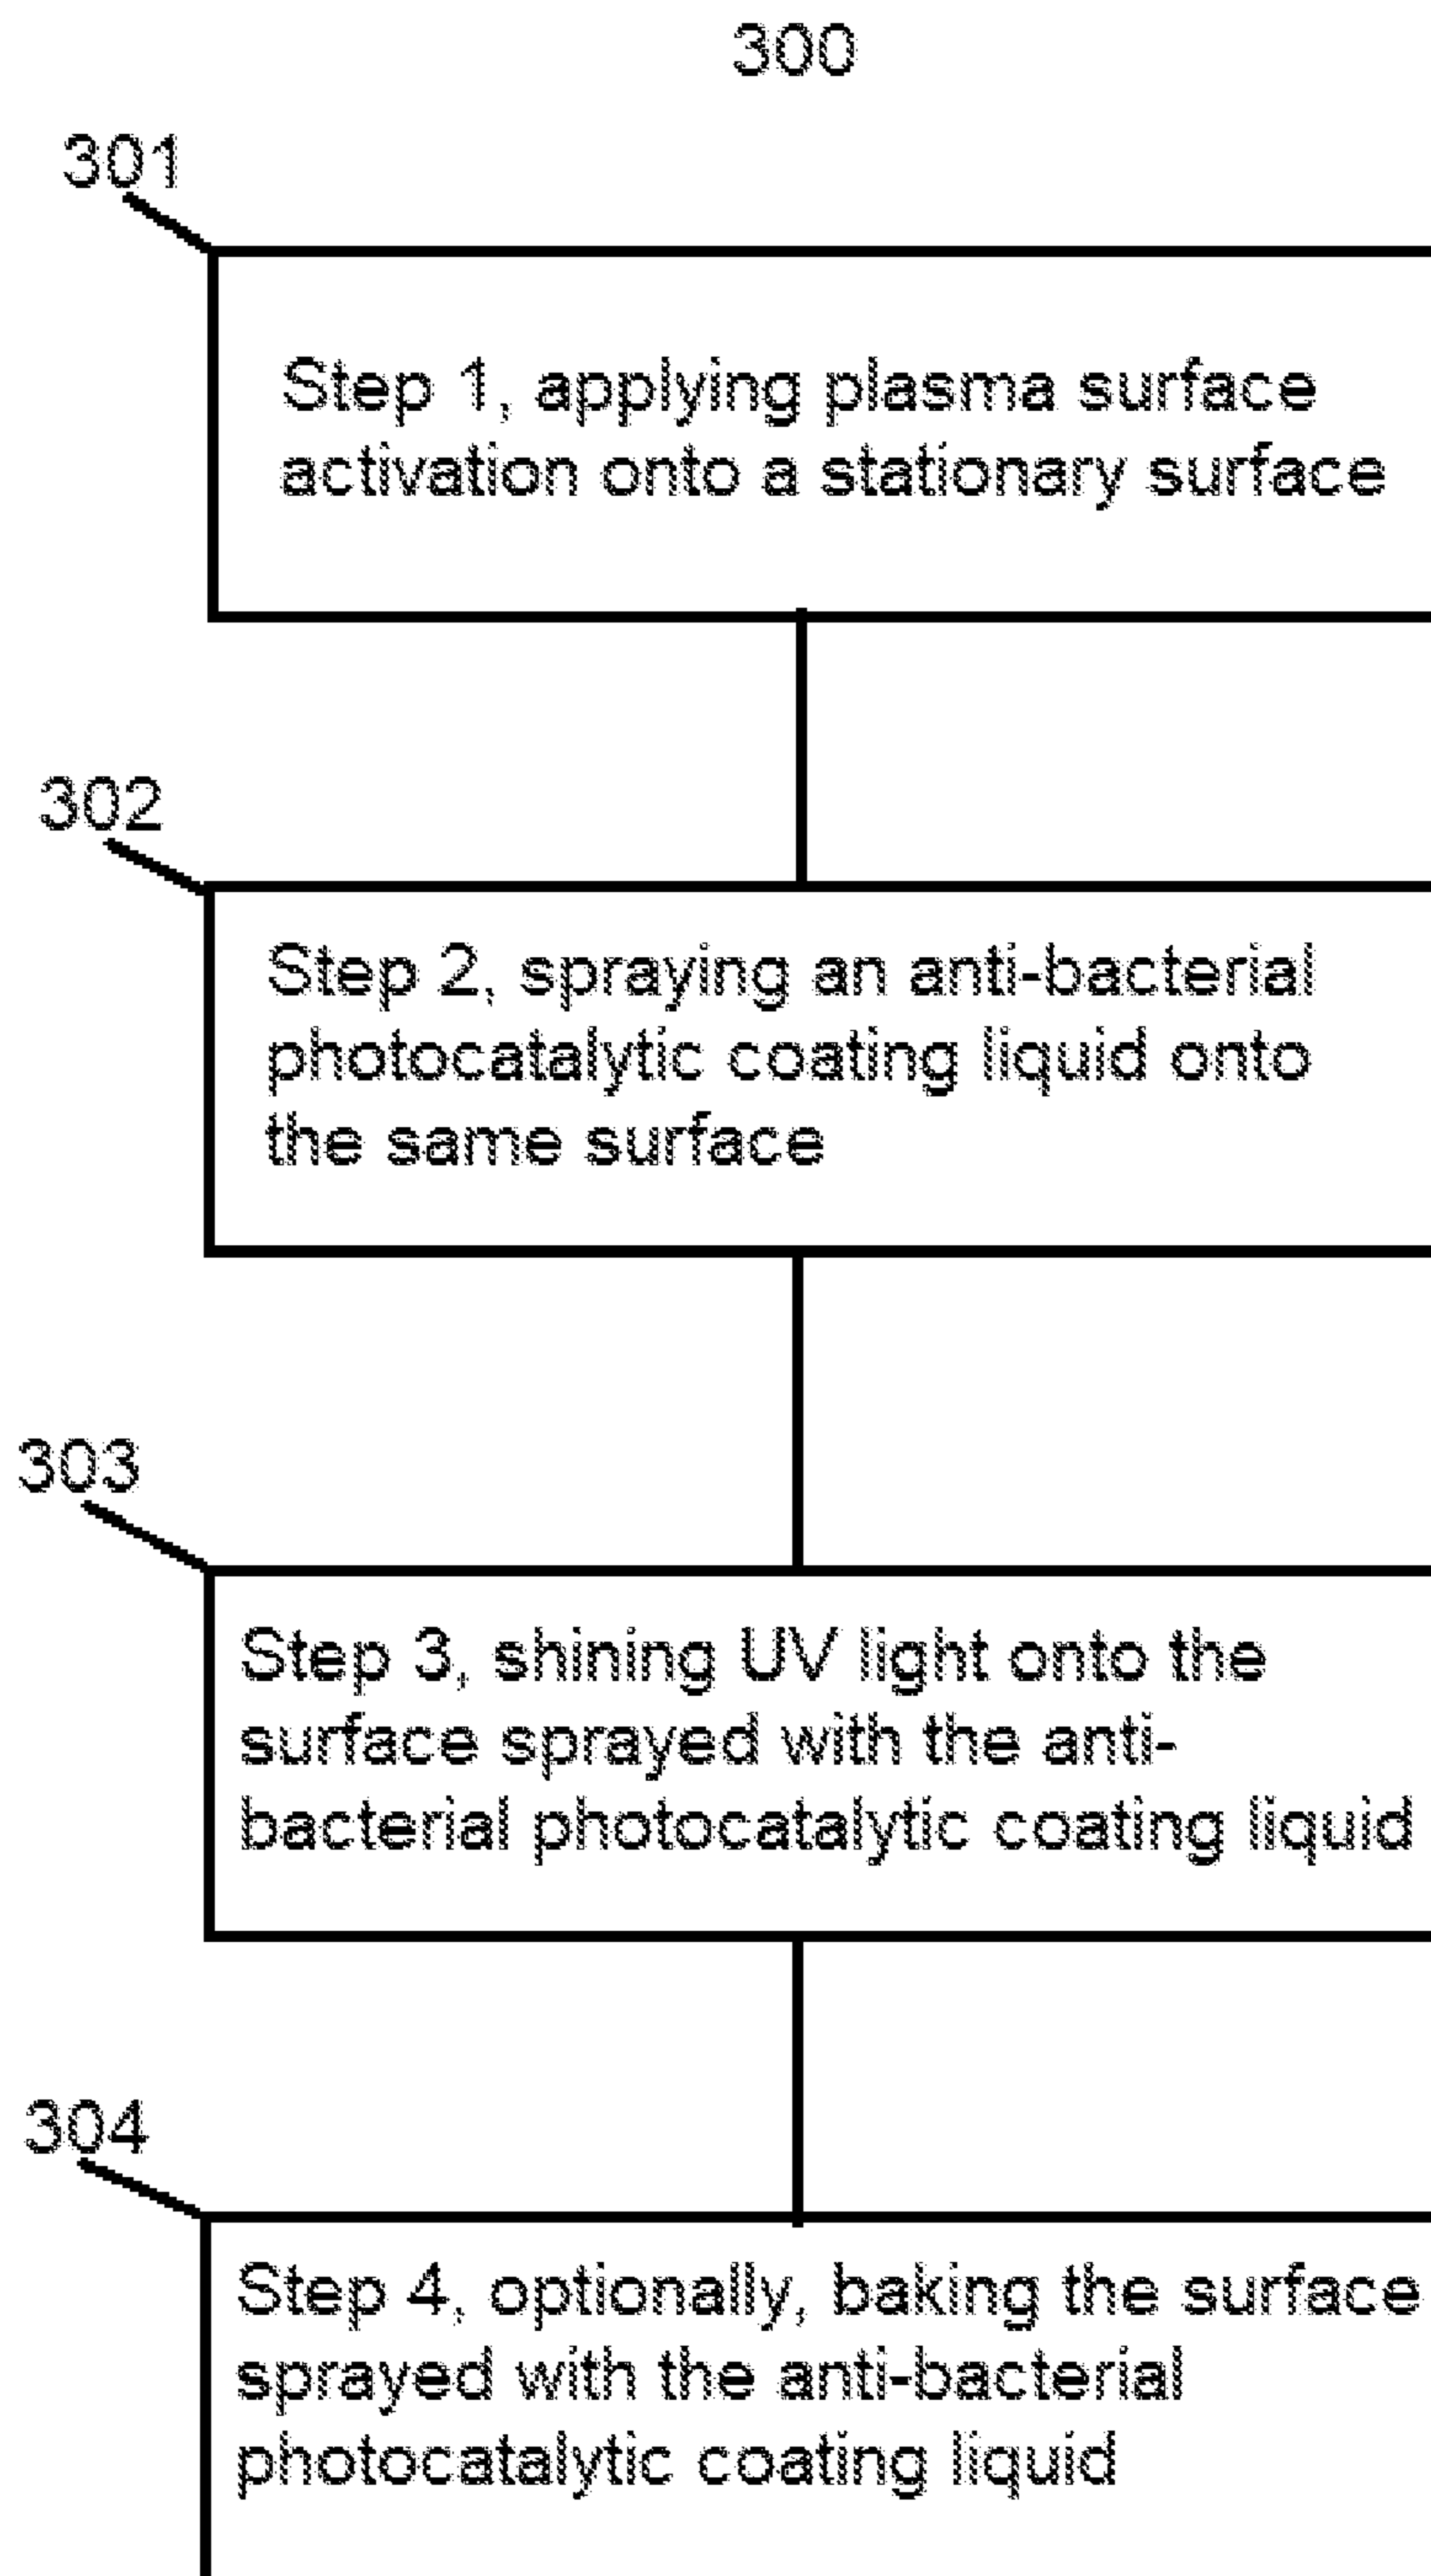 300
301
Step 1, applying plasma surface
activation onto a stationary surface
302
Step 2, spraying an anti-bacterial
photocatalytic coating liquid onto
the same surface
303
Step 3, shining UV light onto the
surface sprayed with the anti-
bacterial photocatalytic coating liquid
304
Step 4, optionally, baking the surface
sprayed with the anti-bacterial
photocatalytic coating liquid